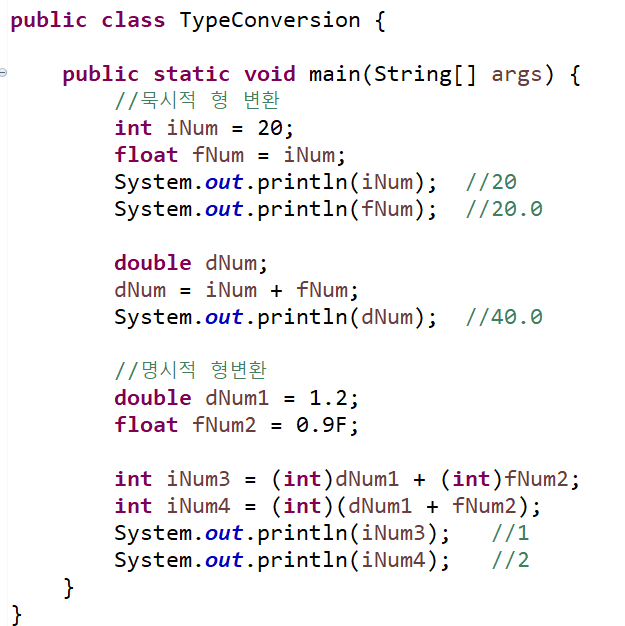 public class TypeConversion {
public static void main(String[] args) {
//묵시적 형 변환
int iNum = 20;
float fNum = iNum;
System.out.println(iNum);  //20
System.out.println(fNum);  //20.0
double dNum;
dNum = iNum + fNum;
System.out.println(dNum);  //40.0
//명시적 형변환
double dNum1 = 1.2;
float fNum2 = 0.9F;
int iNum3 = (int)dNum1 + (int)fNum2;
int iNum4 = (int)(dNum1 + fNum2);
System.out.println(iNum3);   //1
System.out.println(iNum4);   //2
}
}